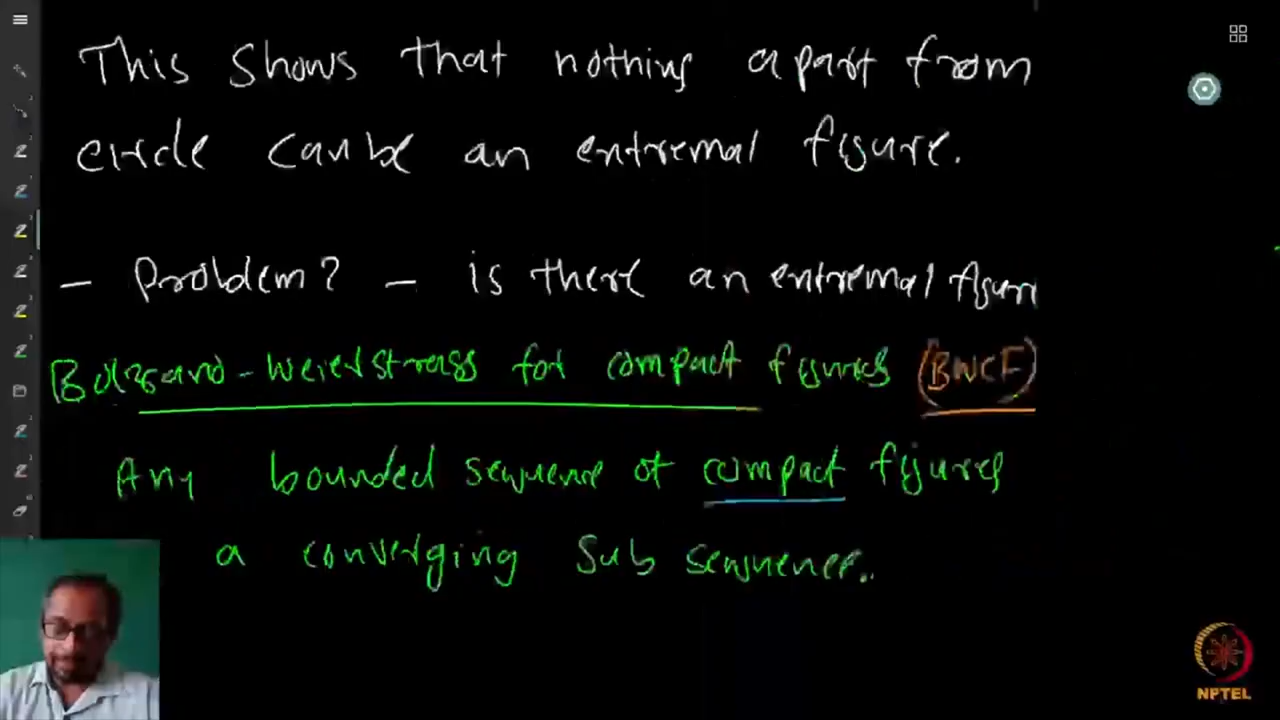 This shows that nothing apart from
circle can be an extremal figure.
- Problem? - is there an extremal figur
Bolzano-Weierstrass for compact figures (BWCF)
Any bounded sequence of compact figures
a converging Sub sequence.
NPTEL